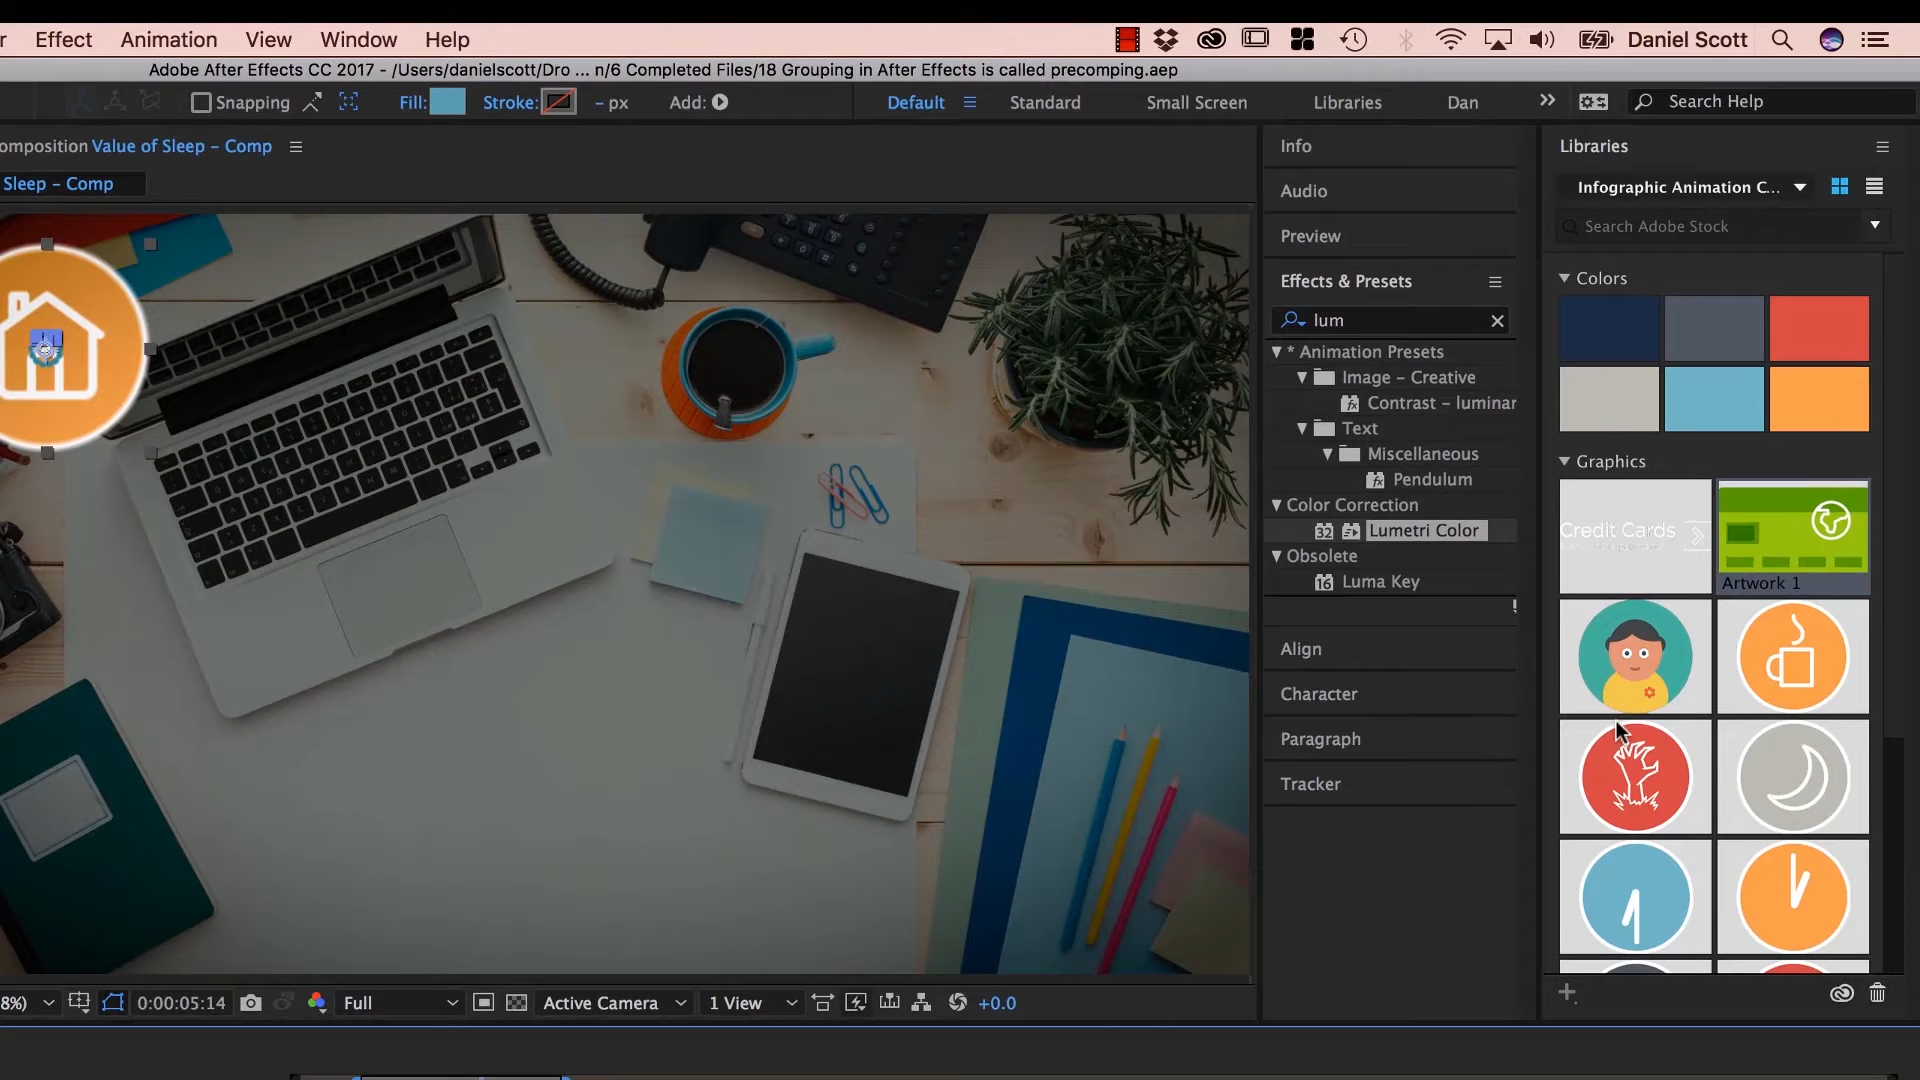 r Effect Animation View Window Help Daniel Scott
Adobe After Effects CC 2017 - /Users/danielscott/Dro ... n/6 Completed Files/18 Grouping in After Effects is called precomping.aep
Snapping Fill: Stroke: - px Add: Default Standard Small Screen Libraries Dan Search Help
omposition Value of Sleep - Comp
Sleep - Comp
Info
Audio
Preview
Effects & Presets
lum
* Animation Presets
Image - Creative
Contrast - luminar
Text
Miscellaneous
Pendulum
Color Correction
32 Lumetri Color
Obsolete
16 Luma Key
Align
Character
Paragraph
Tracker
Libraries
Infographic Animation C...
Search Adobe Stock
Colors
Graphics
Credit Cards
Artwork 1
8%) 0:00:05:14 Full Active Camera 1 View +0.0